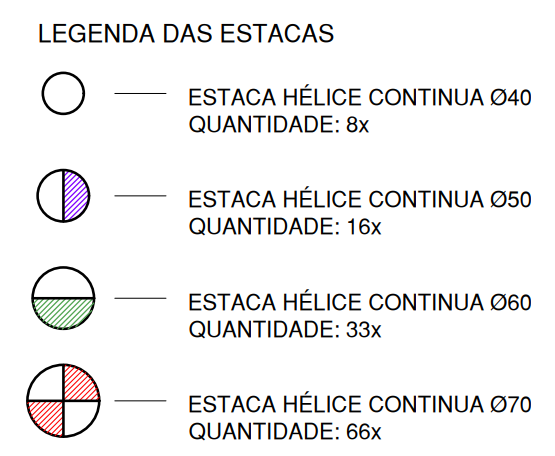 LEGENDA DAS ESTACAS
ESTACA HÉLICE CONTINUA Ø40
QUANTIDADE: 8x
ESTACA HÉLICE CONTINUA Ø50
QUANTIDADE: 16x
ESTACA HÉLICE CONTINUA Ø60
QUANTIDADE: 33x
ESTACA HÉLICE CONTINUA Ø70
QUANTIDADE: 66x